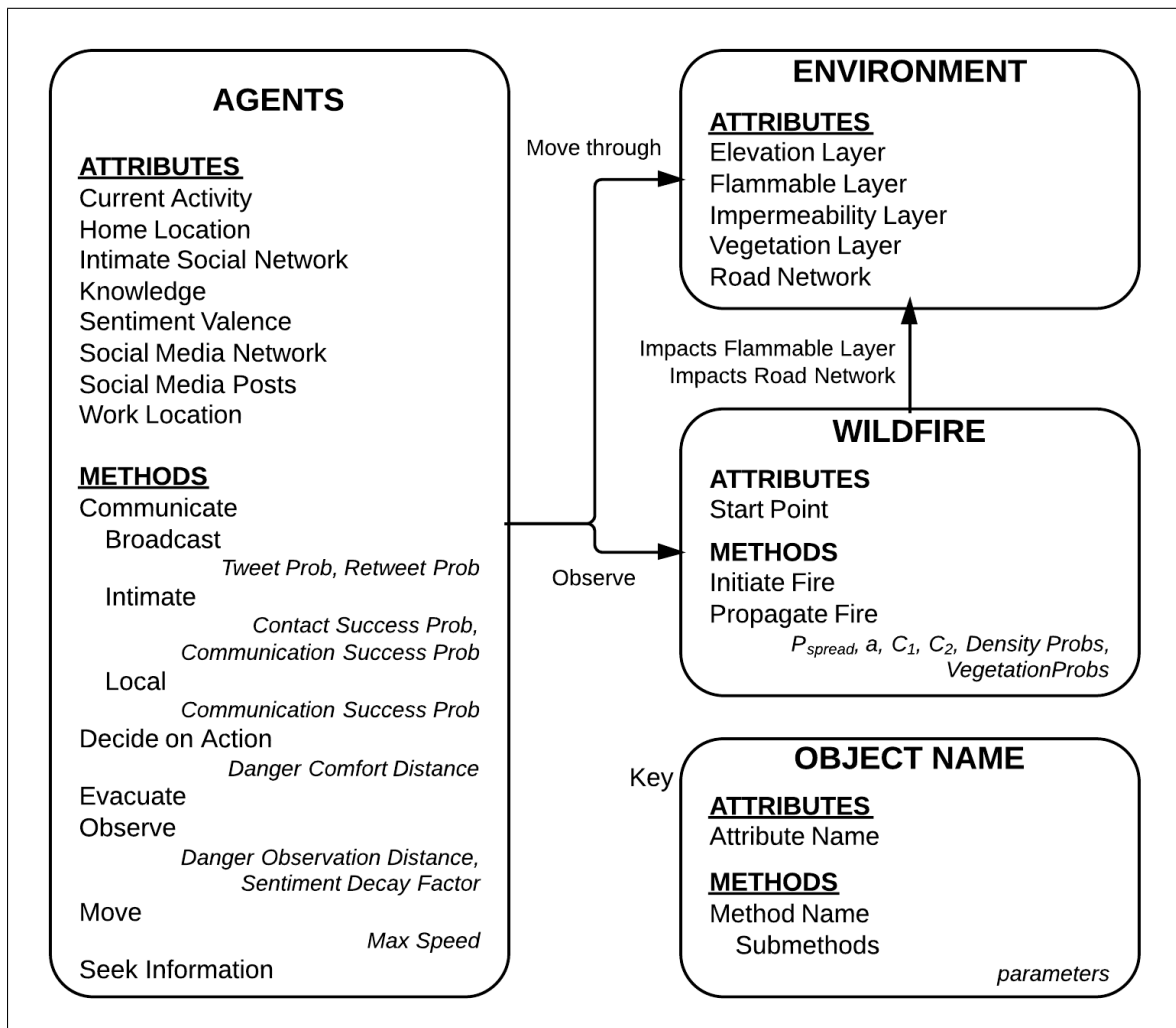 AGENTS
ATTRIBUTES
Current Activity
Home Location
Intimate Social Network
Knowledge
Sentiment Valence
Social Media Network
Social Media Posts
Work Location
METHODS
Communicate
Broadcast
Tweet Prob, Retweet Prob
Intimate
Contact Success Prob,
Communication Success Prob
Local
Communication Success Prob
Decide on Action
Danger Comfort Distance
Evacuate
Observe
Danger Observation Distance,
Sentiment Decay Factor
Move
Max Speed
Seek Information
Move through
Observe
ENVIRONMENT
ATTRIBUTES
Elevation Layer
Flammable Layer
Impermeability Layer
Vegetation Layer
Road Network
Impacts Flammable Layer
Impacts Road Network
WILDFIRE
ATTRIBUTES
Start Point
METHODS
Initiate Fire
Propagate Fire
P_spread, a, C_1, C_2, Density Probs,
VegetationProbs
Key
OBJECT NAME
ATTRIBUTES
Attribute Name
METHODS
Method Name
Submethods
parameters